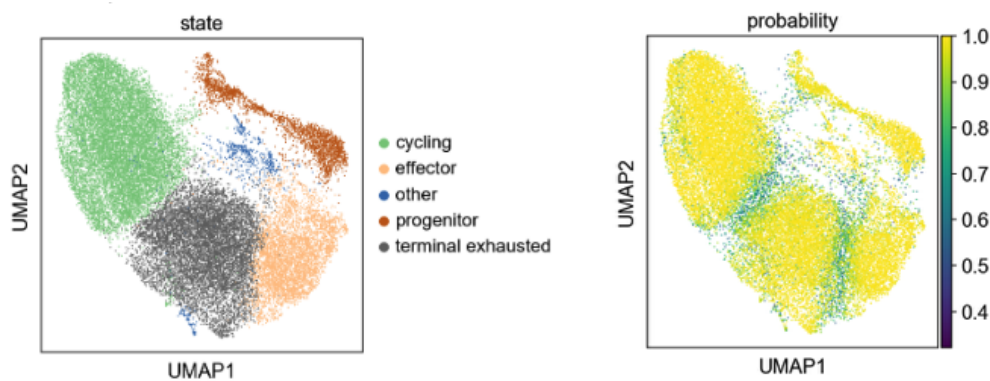 state
UMAP2
UMAP1
cycling
effector
other
progenitor
terminal exhausted
probability
UMAP2
UMAP1
1.0
0.9
0.8
0.7
0.6
0.5
0.4